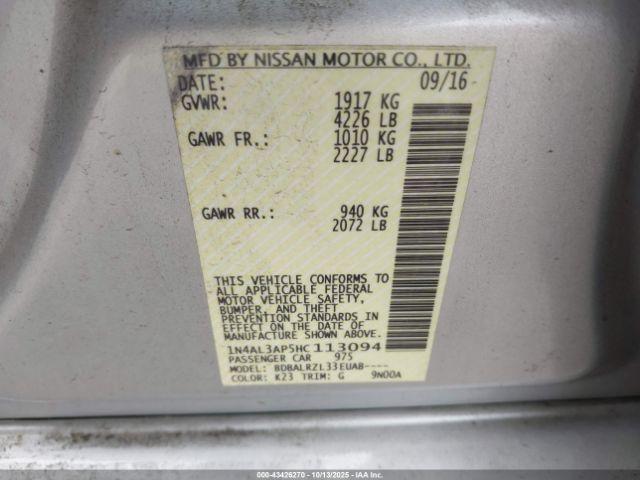 MFD BY NISSAN MOTOR CO., LTD.
DATE: 09/16
GVWR: 1917 KG
4226 LB
GAWR FR.: 1010 KG
2227 LB
GAWR RR.: 940 KG
2072 LB
THIS VEHICLE CONFORMS TO
ALL APPLICABLE FEDERAL
MOTOR VEHICLE SAFETY,
BUMPER, AND THEFT
PREVENTION STANDARDS
IN EFFECT ON THE DATE OF
MANUFACTURE SHOWN ABOVE.
1N4AL3AP5HC113094
PASSENGER CAR 975
MODEL: BDBALRZL33EUAB----
COLOR: K23 TRIM: G 9N00A
000-43426270 - 10/13/2025 - IAAI.COM